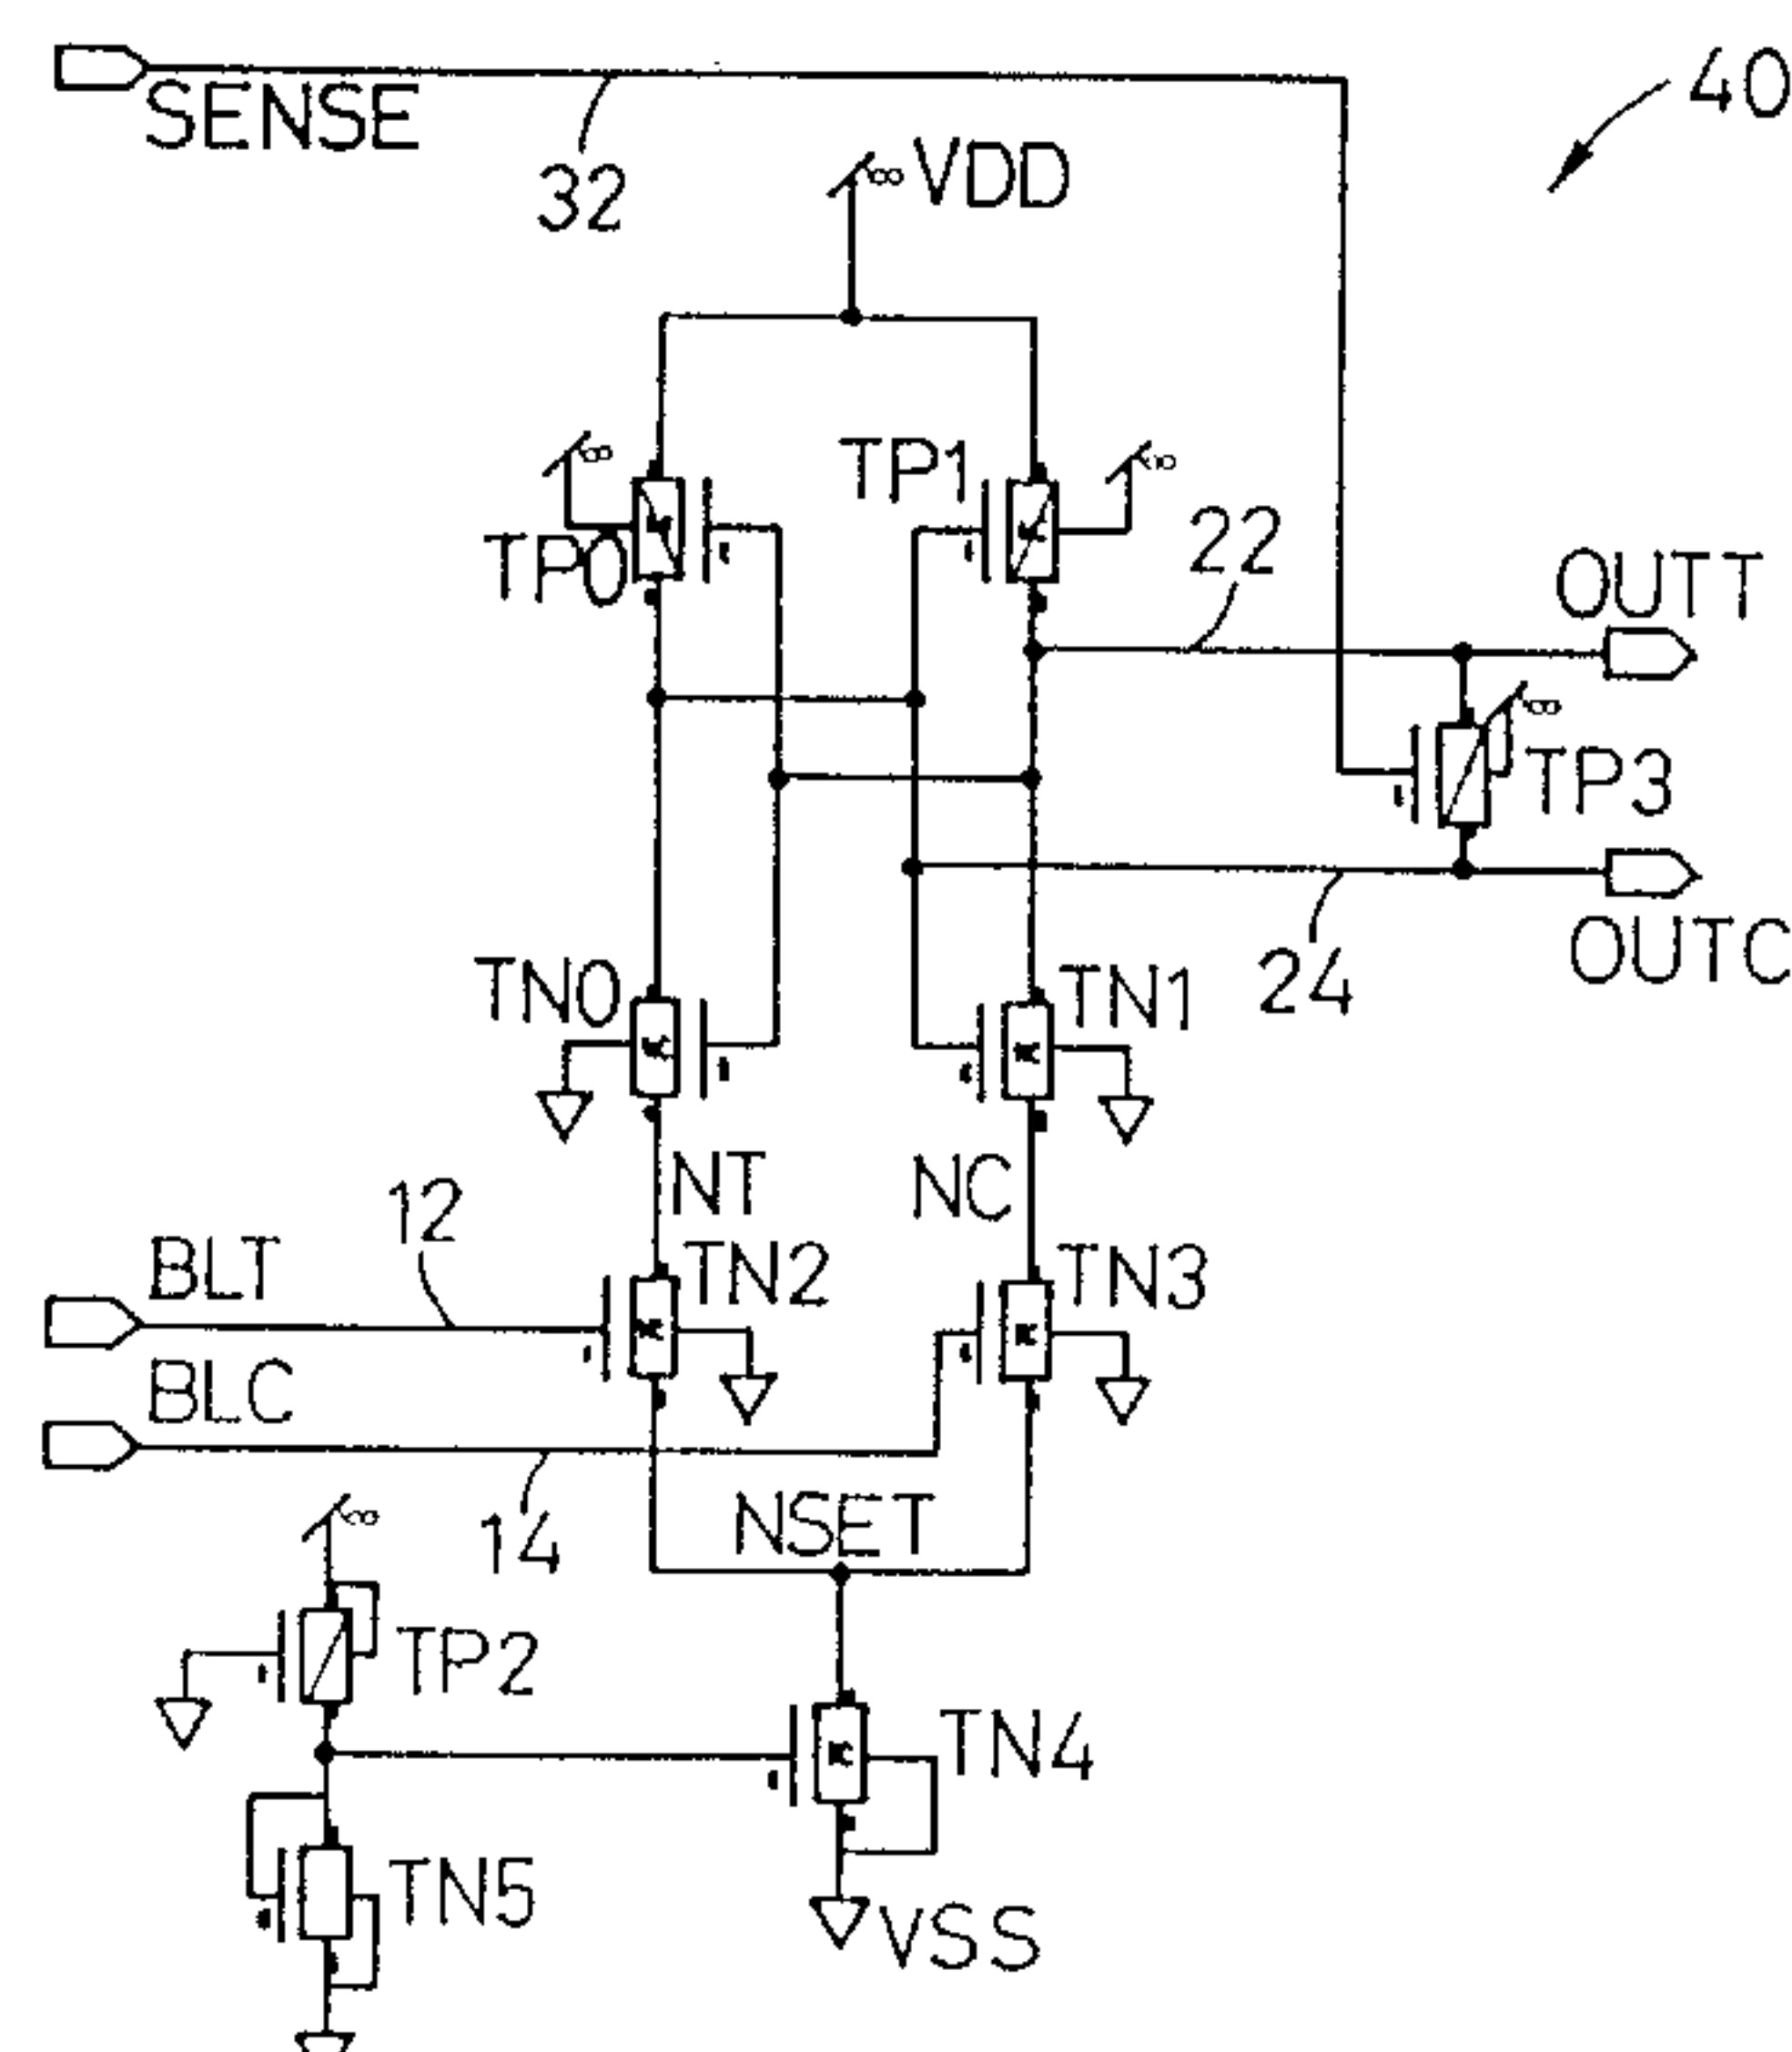 SENSE
40
32
VDD
TP1
TP0
22
OUTT
TP3
24
OUTC
TN0
TN1
NT
NC
12
BLT
TN2
TN3
BLC
14
NSET
TP2
TN4
TN5
VSS